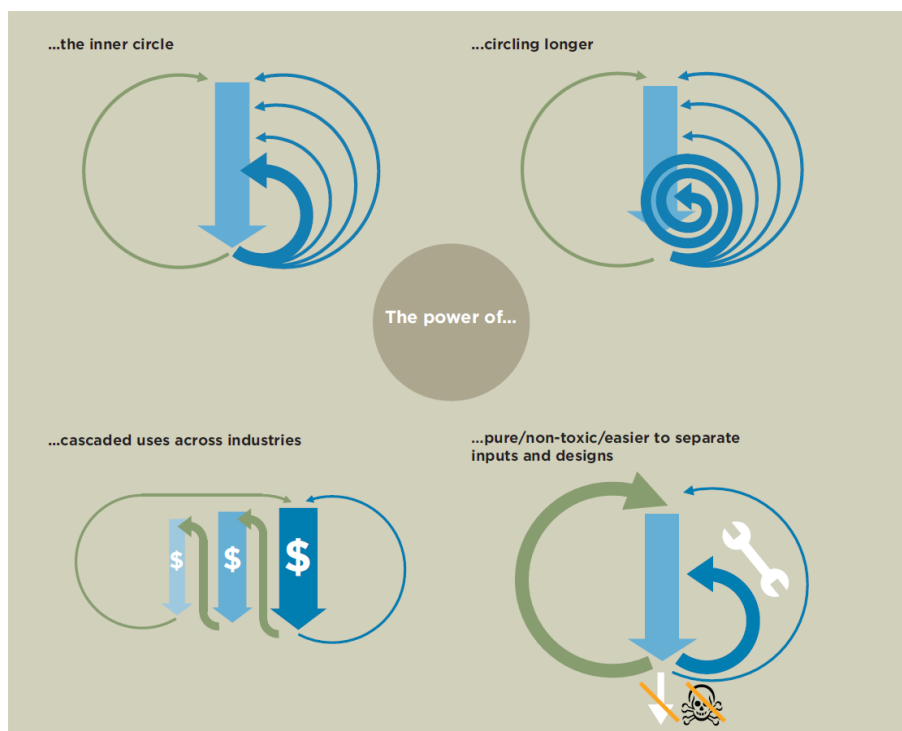 ...the inner circle
...circling longer
The power of...
...cascaded uses across industries
...pure/non-toxic/easier to separate
inputs and designs
$ $ $